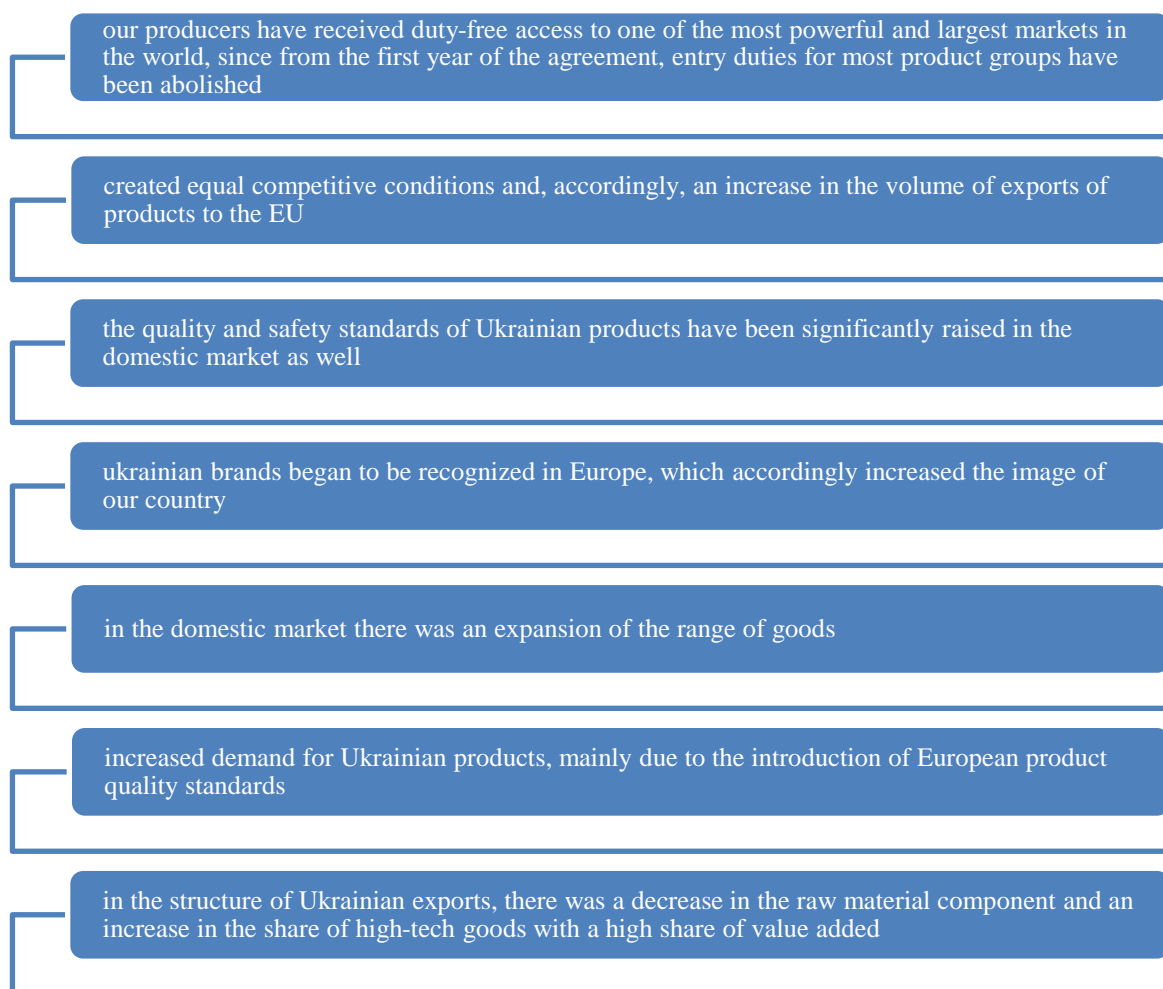 our producers have received duty-free access to one of the most powerful and largest markets in
the world, since from the first year of the agreement, entry duties for most product groups have
been abolished
created equal competitive conditions and, accordingly, an increase in the volume of exports of
products to the EU
the quality and safety standards of Ukrainian products have been significantly raised in the
domestic market as well
ukrainian brands began to be recognized in Europe, which accordingly increased the image of
our country
in the domestic market there was an expansion of the range of goods
increased demand for Ukrainian products, mainly due to the introduction of European product
quality standards
in the structure of Ukrainian exports, there was a decrease in the raw material component and an
increase in the share of high-tech goods with a high share of value added